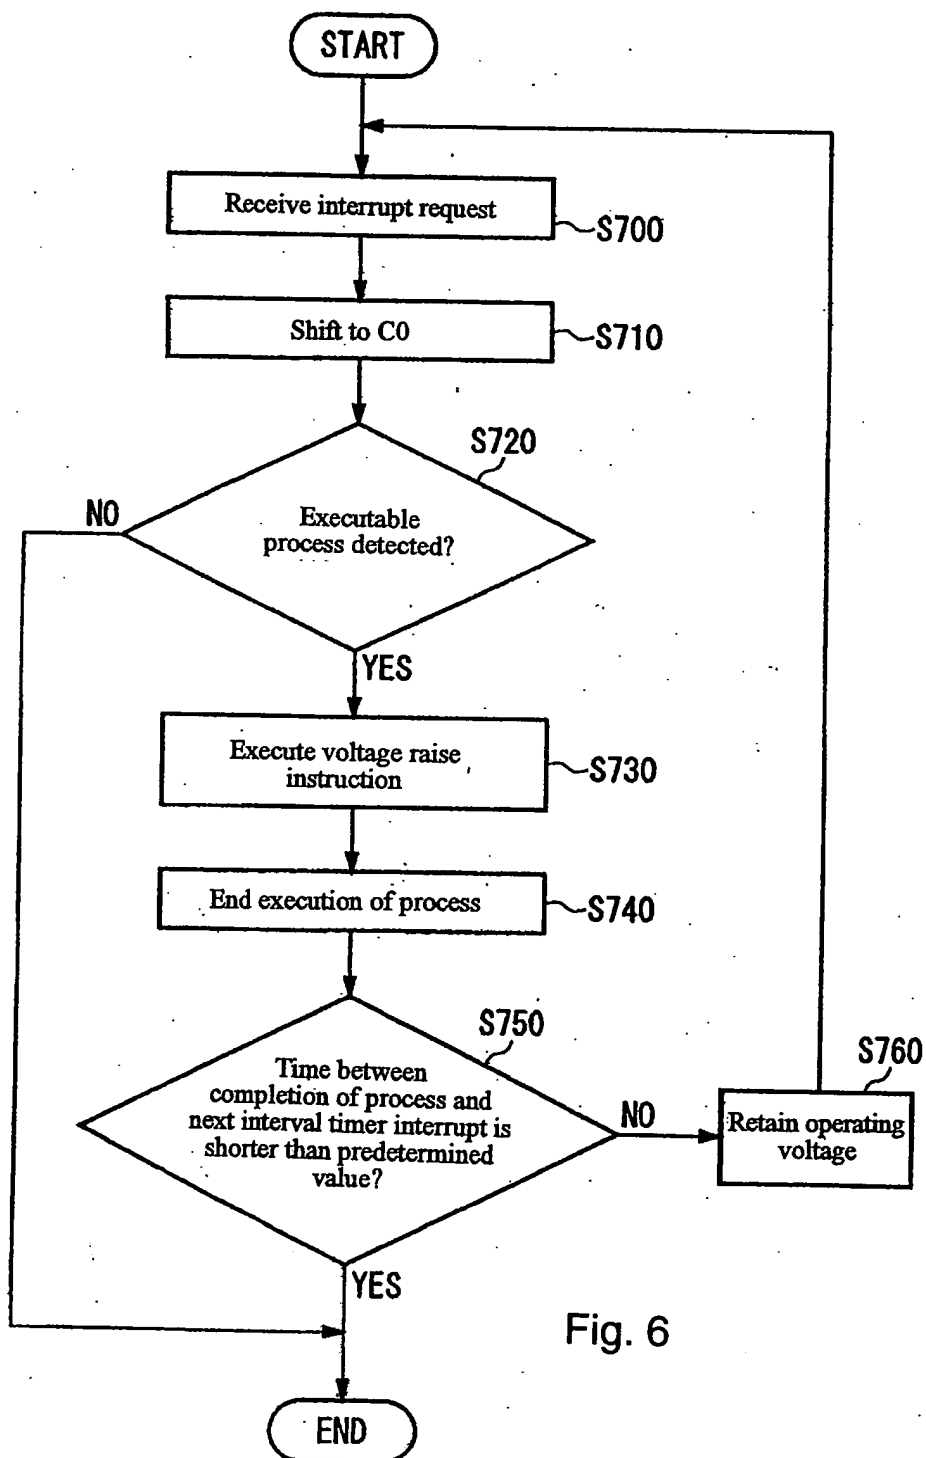 START
Receive interrupt request
S700
Shift to C0
S710
S720
NO
Executable
process detected?
YES
Execute voltage raise
instruction
S730
End execution of process
S740
S750
Time between
completion of process and
next interval timer interrupt is
shorter than predetermined
value?
NO
S760
Retain operating
voltage
YES
Fig. 6
END